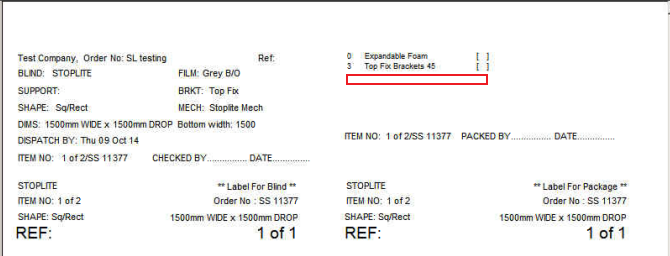 Test Company, Order No: SL testing Ref:
BLIND: STOPLITE FILM: Grey B/O
SUPPORT: BRKT: Top Fix
SHAPE: Sq/Rect MECH: Stoplite Mech
DIMS: 1500mm WIDE x 1500mm DROP Bottom width: 1500
DISPATCH BY: Thu 09 Oct 14
ITEM NO: 1 of 2/SS 11377 CHECKED BY............... DATE...............
0 Expandable Foam [ ]
3 Top Fix Brackets 45 [ ]
ITEM NO: 1 of 2/SS 11377 PACKED BY............... DATE...............
STOPLITE ** Label For Blind **
ITEM NO: 1 of 2 Order No : SS 11377
SHAPE: Sq/Rect 1500mm WIDE x 1500mm DROP
REF: 1 of 1
STOPLITE ** Label For Package **
ITEM NO: 1 of 2 Order No : SS 11377
SHAPE: Sq/Rect 1500mm WIDE x 1500mm DROP
REF: 1 of 1